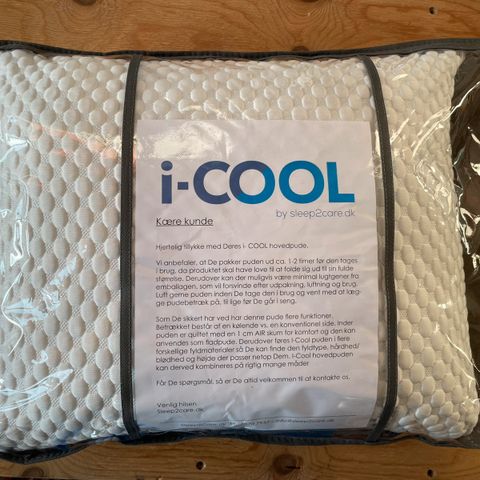 i-COOL
by sleep2care.dk
Kære kunde
Hjertelig tillykke med Deres i- COOL hovedpude.
Vi anbefaler, at De pakker puden ud ca. 1-2 timer før den tages
i brug, da produktet skal have love til at folde sig ud til sin fulde
størrelse. Derudover kan der muligvis være minimal lugtgener fra
emballagen, som vil forsvinde efter udpakning, luftning og brug.
Luft gerne puden inden De tage den i brug og vent med at læg-
ge pudebetræk på, til lige før De går i seng.
Som De sikkert har ved har denne pude flere funktioner.
Betrækket består af en kølende vs. en konventionel side. Inder
puden er quiltet med en 1 cm AIR skum for komfort og den kan
anvendes som fladpude. Derudover føres I-Cool puden i flere
forskellige fyldmaterialer så De kan finde den fyldtype, hårdhed/
blødhed og højde der passer netop Dem. I-Cool hovedpuden
kan derved kombineres på rigtig mange måder
Får De spørgsmål, så er De altid velkommen til at kontakte os.
Venlig hilsen
Sleep2care.dk